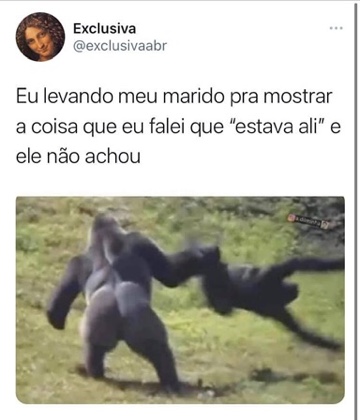 Exclusiva
@exclusivaabr
Eu levando meu marido pra mostrar
a coisa que eu falei que “estava ali” e
ele não achou